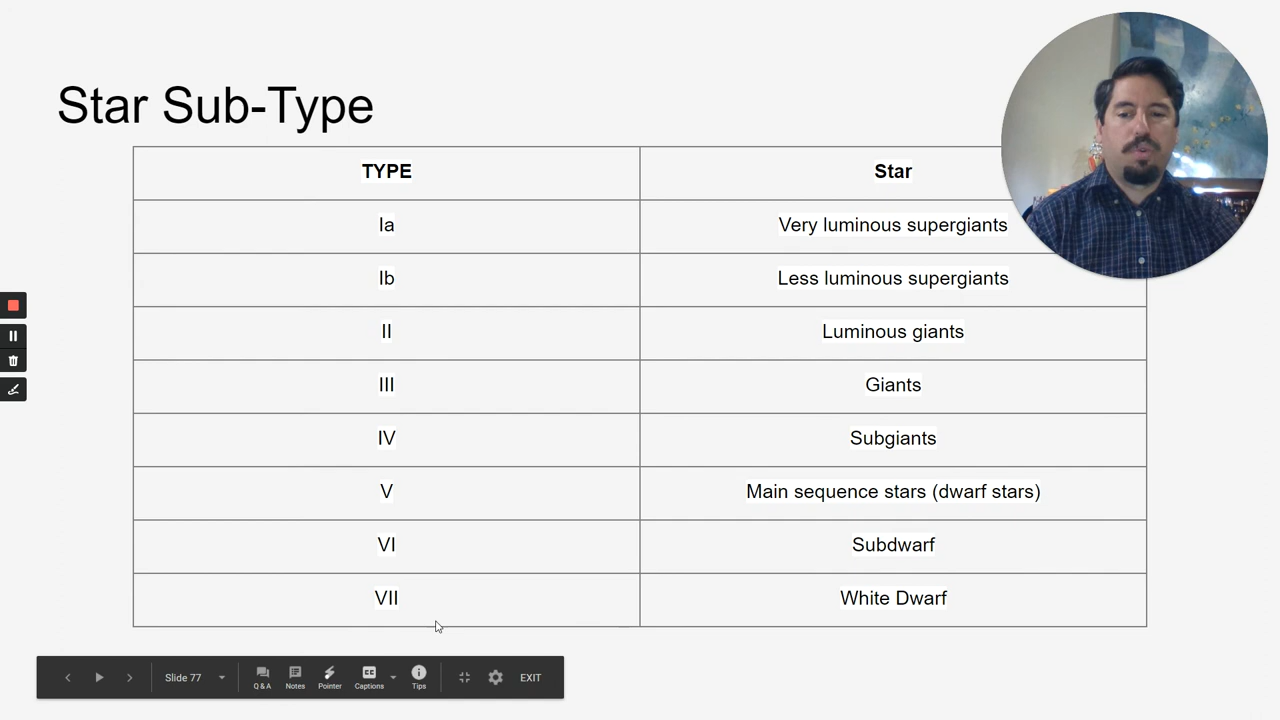 Star Sub-Type
TYPE Star
Ia Very luminous supergiants
Ib Less luminous supergiants
II Luminous giants
III Giants
IV Subgiants
V Main sequence stars (dwarf stars)
VI Subdwarf
VII White Dwarf
Slide 77 Q & A Notes Pointer Captions Tips EXIT